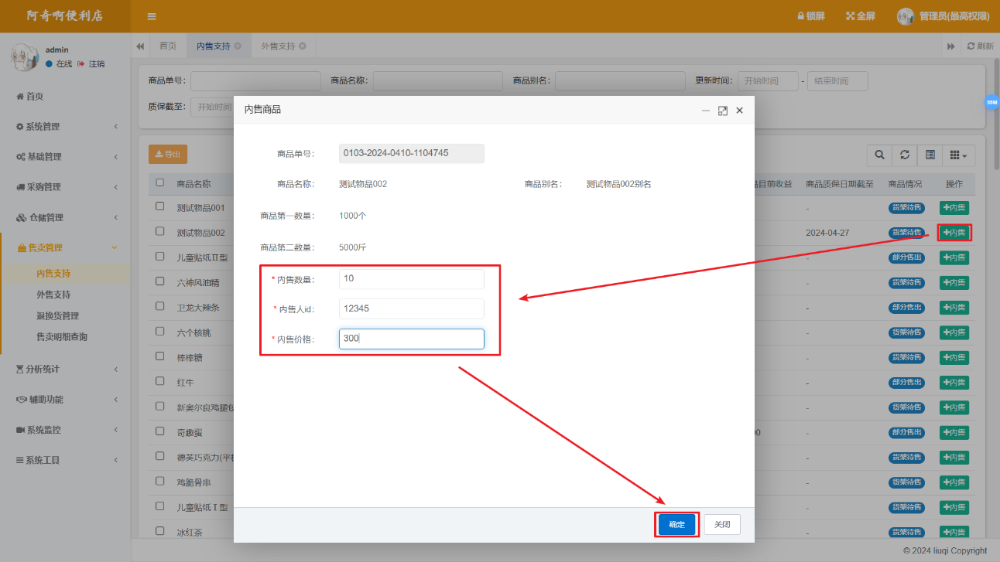 阿奇啊便利店
锁屏 全屏 管理员(最高权限)
admin
在线 注销
首页 内售支持 外售支持 刷新
首页
系统管理
基础管理
采购管理
仓储管理
售卖管理
内售支持
外售支持
退换货管理
售卖明细查询
分析统计
辅助功能
系统监控
系统工具
商品单号： 商品名称： 商品别名： 更新时间： 开始时间 - 结束时间
质保截至： 开始时间
55M
导出
商品名称 目前收益 商品质保日期截至 商品情况 操作
测试物品001 - 货架待售 内售
测试物品002 2024-04-27 货架待售 内售
儿童贴纸II型 - 部分售出 内售
六神风油精 - 货架待售 内售
卫龙大辣条 - 部分售出 内售
六个核桃 - 货架待售 内售
棒棒糖 - 货架待售 内售
红牛 - 部分售出 内售
新奥尔良鸡腿包 - 货架待售 内售
奇趣蛋 - 部分售出 内售
德芙巧克力(平 - 货架待售 内售
鸡脆骨串 - 货架待售 内售
儿童贴纸 I 型 - 货架待售 内售
冰红茶 - 货架待售 内售
内售商品
商品单号： 0103-2024-0410-1104745
商品名称： 测试物品002 商品别名： 测试物品002别名
商品第一数量： 1000个
商品第二数量： 5000斤
* 内售数量： 10
* 内售人id： 12345
* 内售价格： 300
确定 关闭
© 2024 liuqi Copyright